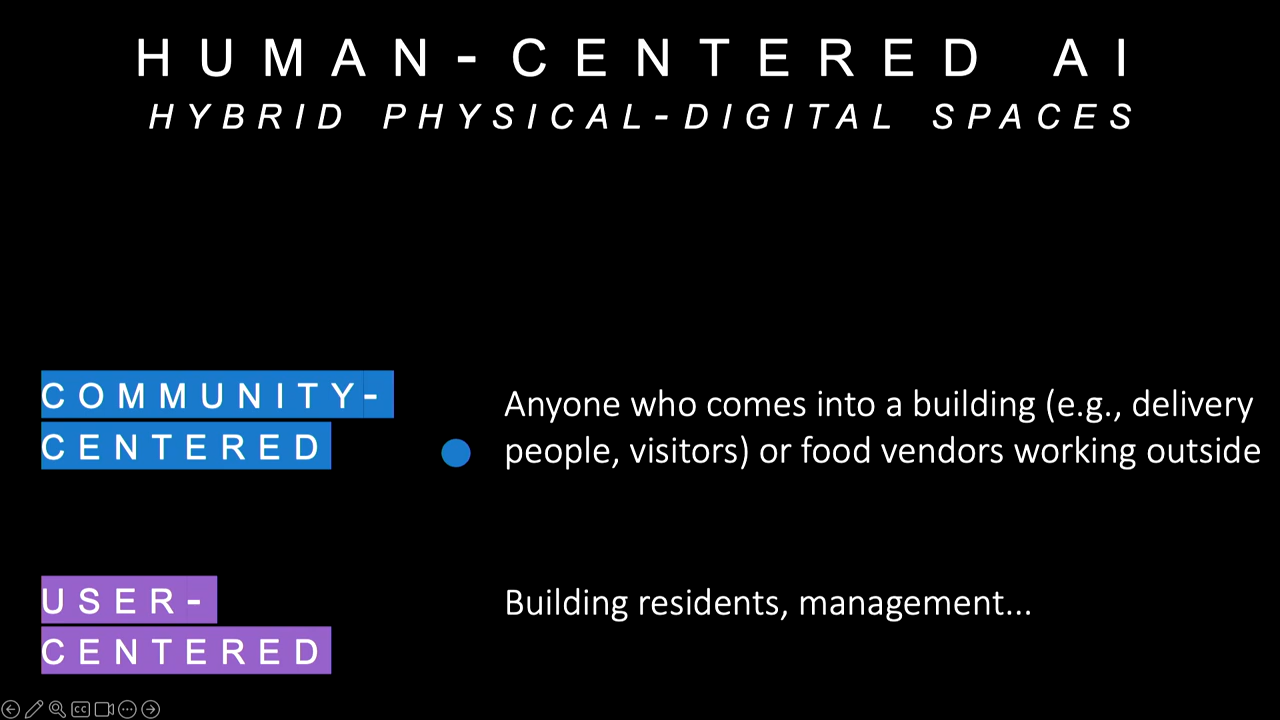 HUMAN-CENTERED AI
HYBRID PHYSICAL-DIGITAL SPACES
COMMUNITY-
CENTERED
Anyone who comes into a building (e.g., delivery
people, visitors) or food vendors working outside
USER-
CENTERED
Building residents, management...
CC